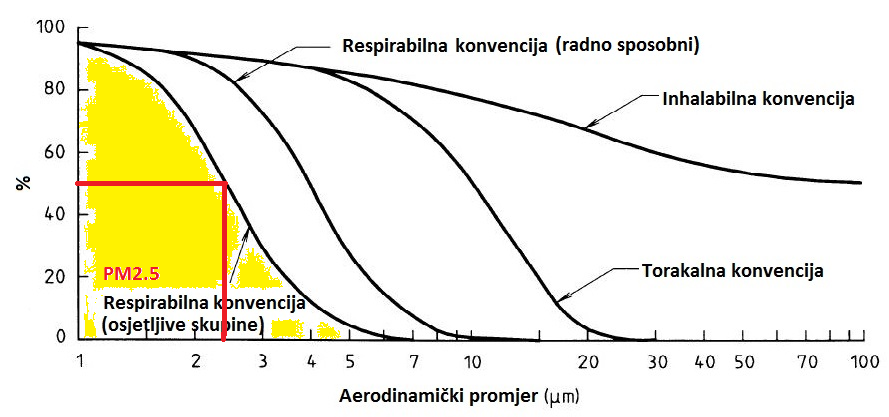 100
80
60
40
20
0
%
Respirabilna konvencija (radno sposobni)
Inhalabilna konvencija
PM2.5
Respirabilna konvencija
(osjetljive skupine)
Torakalna konvencija
1 2 3 4 5 7 10 20 30 40 50 70 100
Aerodinamički promjer (μm)